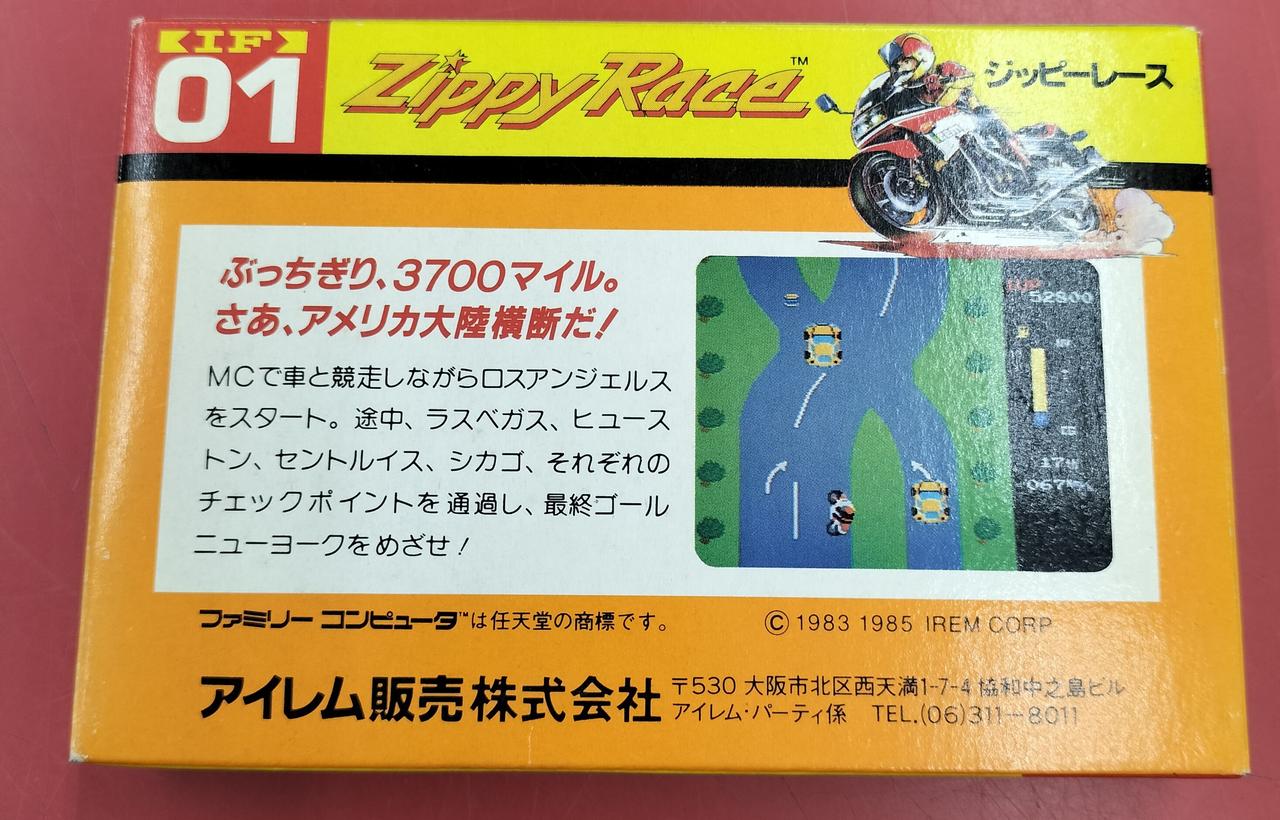 IF
01
Zippy Race™
ジッピーレース
ぶっちぎり、3700マイル。
さあ、アメリカ大陸横断だ!
MCで車と競走しながらロスアンジェルス
をスタート。途中、ラスベガス、ヒュース
トン、セントルイス、シカゴ、それぞれの
チェックポイントを通過し、最終ゴール
ニューヨークをめざせ!
1UP
52800
17
067
ファミリー コンピュータ™は任天堂の商標です。
© 1983 1985 IREM CORP
アイレム販売株式会社
〒530 大阪市北区西天満1-7-4 協和中之島ビル
アイレム・パーティ係 TEL.(06)311-8011